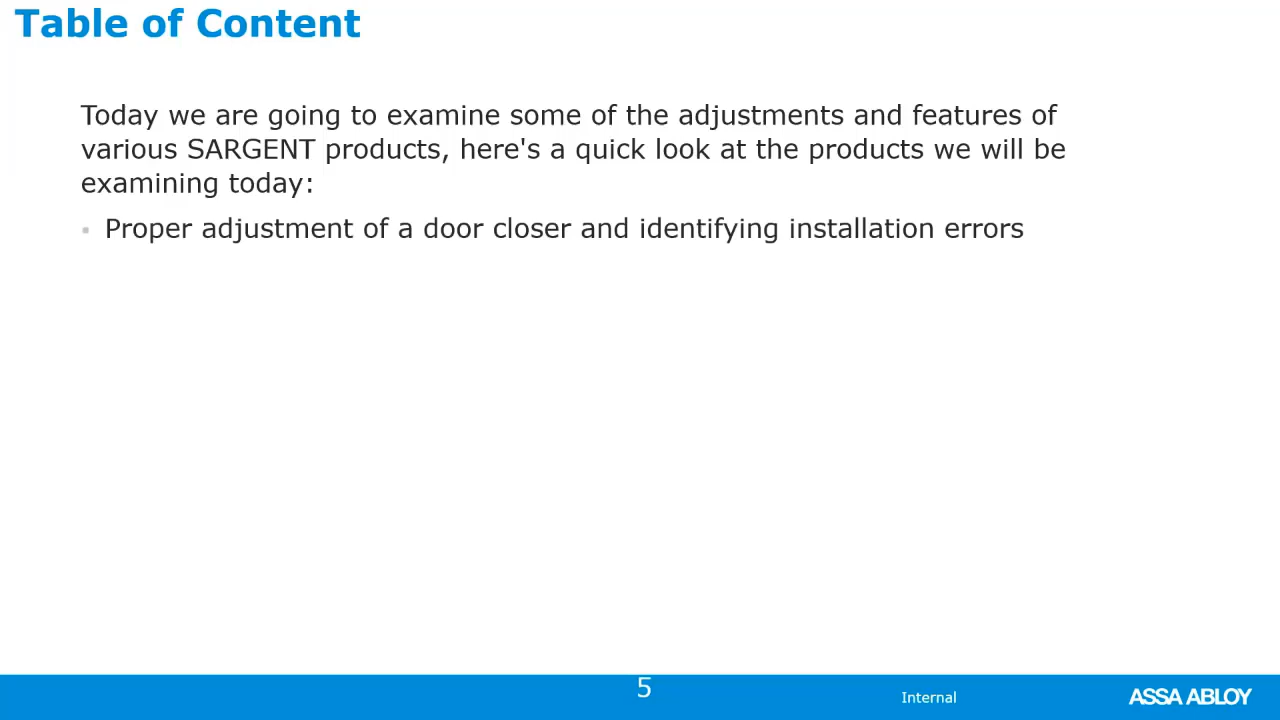 Table of Content
Today we are going to examine some of the adjustments and features of
various SARGENT products, here's a quick look at the products we will be
examining today:
▪ Proper adjustment of a door closer and identifying installation errors
5
Internal
ASSA ABLOY